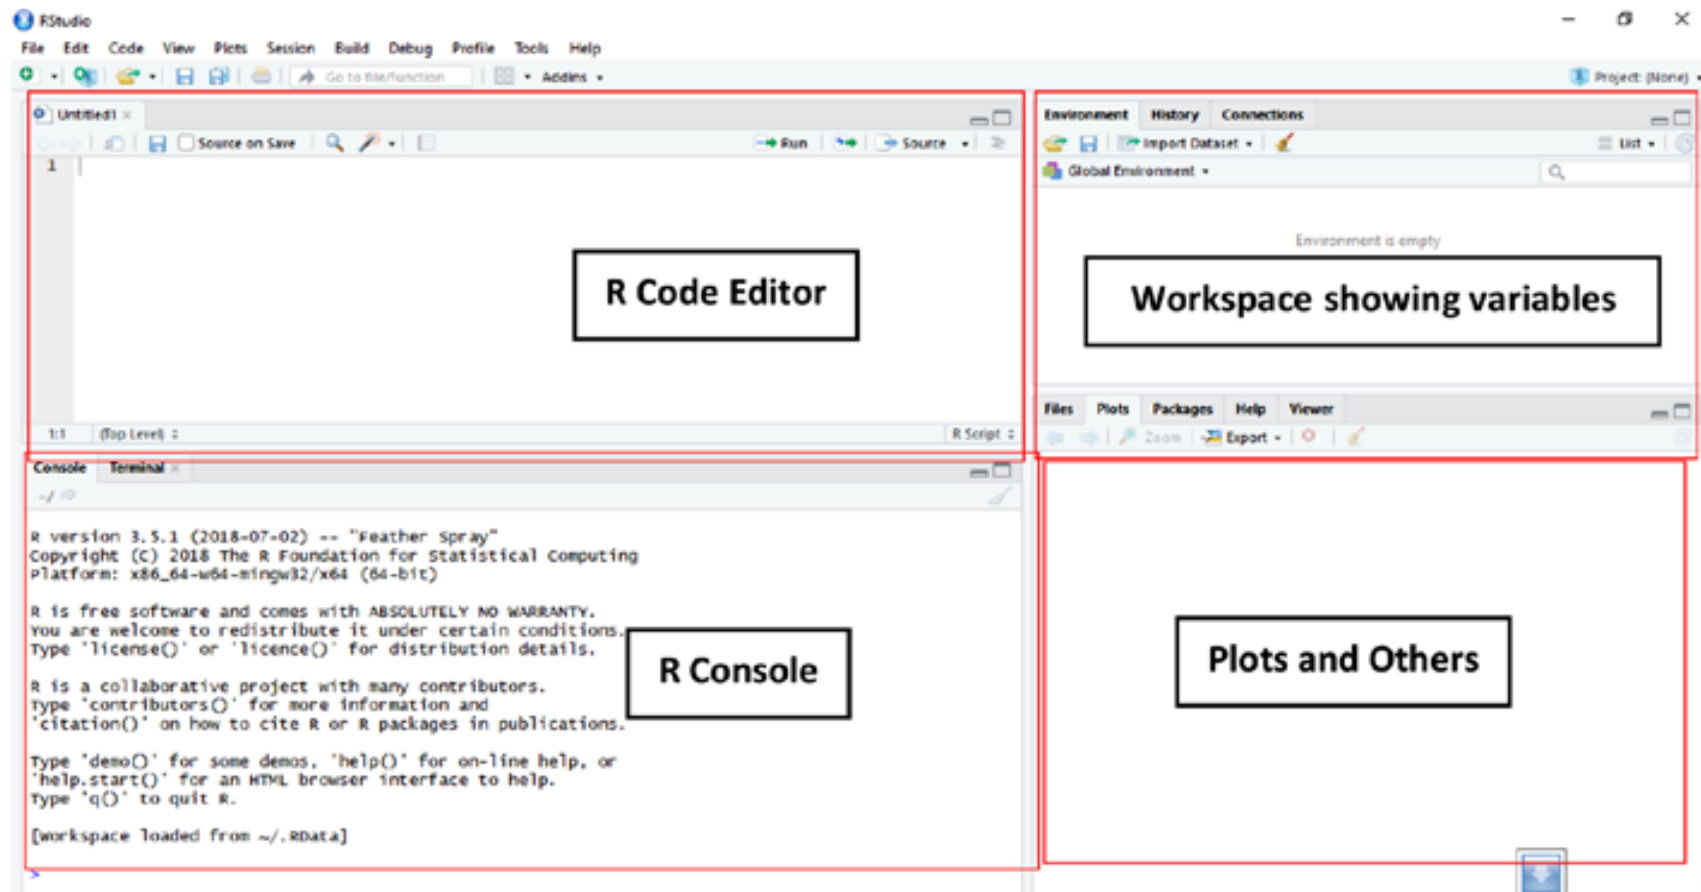 RStudio
File Edit Code View Plots Session Build Debug Profile Tools Help
Go to file/function Addins Project: (None)
Untitled1
Source on Save Run Source
1
R Code Editor
1:1 (Top Level) R Script
Environment History Connections
Import Dataset List
Global Environment
Environment is empty
Workspace showing variables
Files Plots Packages Help Viewer
Zoom Export
Console Terminal
~/
R version 3.5.1 (2018-07-02) -- "Feather Spray"
Copyright (C) 2018 The R Foundation for Statistical Computing
Platform: x86_64-w64-mingw32/x64 (64-bit)
R is free software and comes with ABSOLUTELY NO WARRANTY.
You are welcome to redistribute it under certain conditions.
Type 'license()' or 'licence()' for distribution details.
R is a collaborative project with many contributors.
Type 'contributors()' for more information and
'citation()' on how to cite R or R packages in publications.
Type 'demo()' for some demos, 'help()' for on-line help, or
'help.start()' for an HTML browser interface to help.
Type 'q()' to quit R.
[Workspace loaded from ~/.RData]
>
R Console
Plots and Others